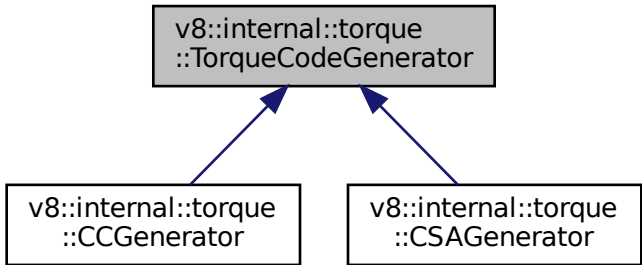 v8::internal::torque
::TorqueCodeGenerator
v8::internal::torque
::CCGenerator
v8::internal::torque
::CSAGenerator